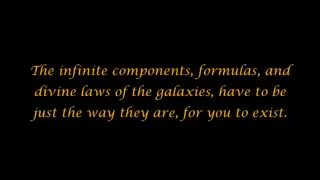 The infinite components, formulas, and
divine laws of the galaxies, have to be
just the way they are, for you to exist.